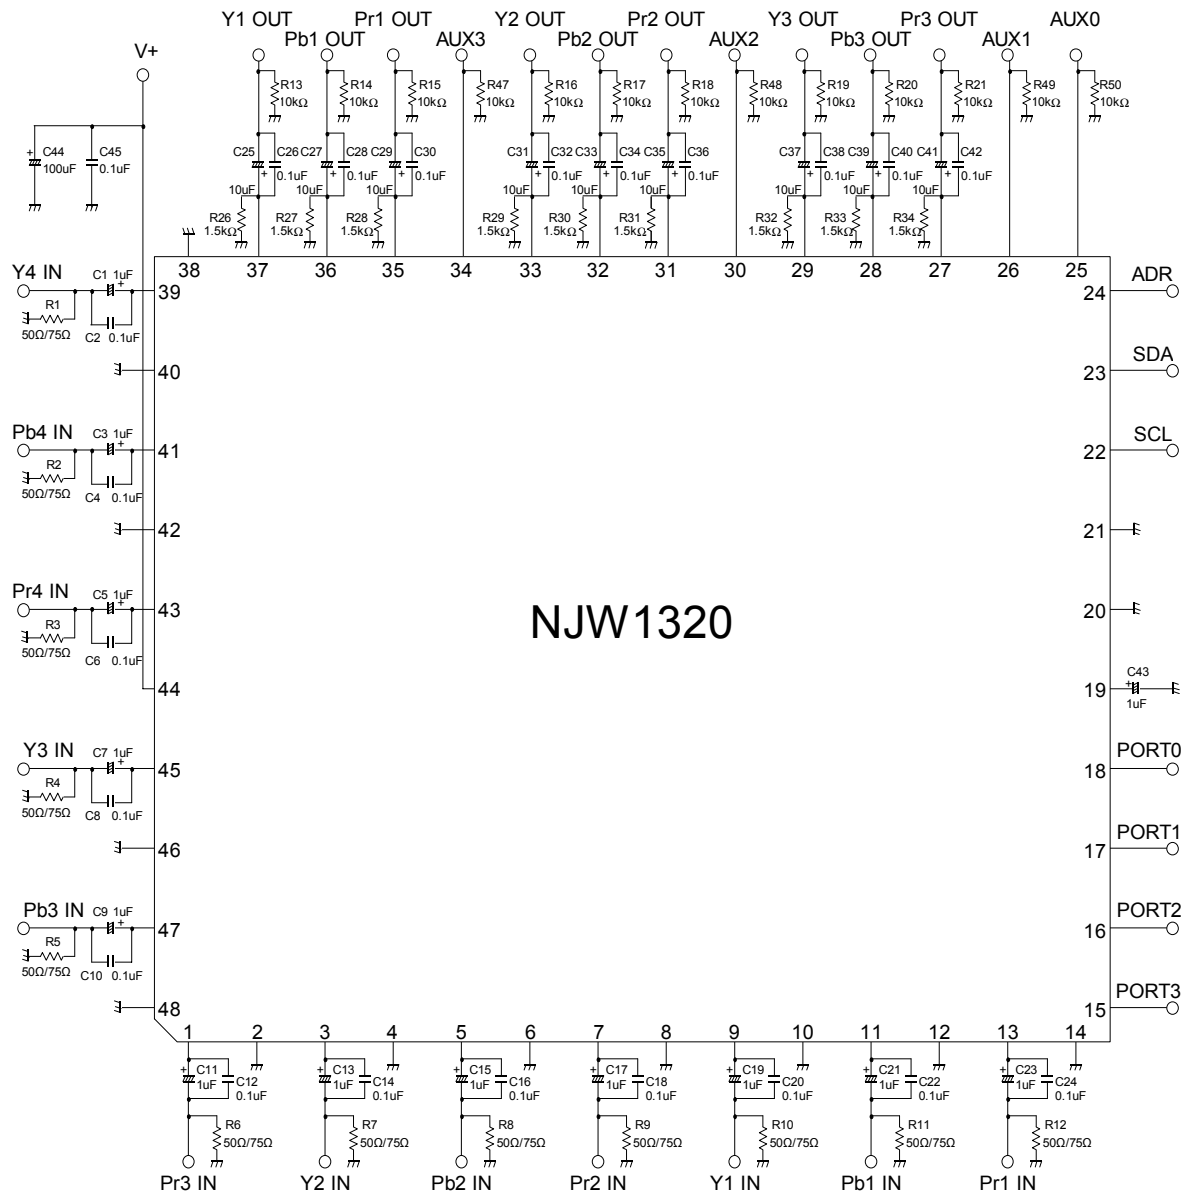 Y1 OUT Pr1 OUT Y2 OUT Pr2 OUT Y3 OUT Pr3 OUT AUX0
V+ Pb1 OUT AUX3 Pb2 OUT AUX2 Pb3 OUT AUX1
R13 R14 R15 R47 R16 R17 R18 R48 R19 R20 R21 R49 R50
10kΩ 10kΩ 10kΩ 10kΩ 10kΩ 10kΩ 10kΩ 10kΩ 10kΩ 10kΩ 10kΩ 10kΩ 10kΩ
C44 C45 C25 C26 C27 C28 C29 C30 C31 C32 C33 C34 C35 C36 C37 C38 C39 C40 C41 C42
+ 100uF 0.1uF + 0.1uF + 0.1uF + 0.1uF + 0.1uF + 0.1uF + 0.1uF + 0.1uF + 0.1uF + 0.1uF
10uF 10uF 10uF 10uF 10uF 10uF 10uF 10uF 10uF
R26 R27 R28 R29 R30 R31 R32 R33 R34
1.5kΩ 1.5kΩ 1.5kΩ 1.5kΩ 1.5kΩ 1.5kΩ 1.5kΩ 1.5kΩ 1.5kΩ
38 37 36 35 34 33 32 31 30 29 28 27 26 25
Y4 IN C1 1uF + 39 24 ADR
R1
50Ω/75Ω
C2 0.1uF
40 23 SDA
Pb4 IN C3 1uF + 41 22 SCL
R2
50Ω/75Ω
C4 0.1uF
42 21
Pr4 IN C5 1uF + 43 20
NJW1320
R3
50Ω/75Ω
C6 0.1uF
44 19 + C43
1uF
Y3 IN C7 1uF + 45 18 PORT0
R4
50Ω/75Ω
C8 0.1uF
46 17 PORT1
Pb3 IN C9 1uF + 47 16 PORT2
R5
50Ω/75Ω
C10 0.1uF
48 15 PORT3
1 2 3 4 5 6 7 8 9 10 11 12 13 14
+ C11 + C13 + C15 + C17 + C19 + C21 + C23
1uF C12 1uF C14 1uF C16 1uF C18 1uF C20 1uF C22 1uF C24
0.1uF 0.1uF 0.1uF 0.1uF 0.1uF 0.1uF 0.1uF
R6 R7 R8 R9 R10 R11 R12
50Ω/75Ω 50Ω/75Ω 50Ω/75Ω 50Ω/75Ω 50Ω/75Ω 50Ω/75Ω 50Ω/75Ω
Pr3 IN Y2 IN Pb2 IN Pr2 IN Y1 IN Pb1 IN Pr1 IN